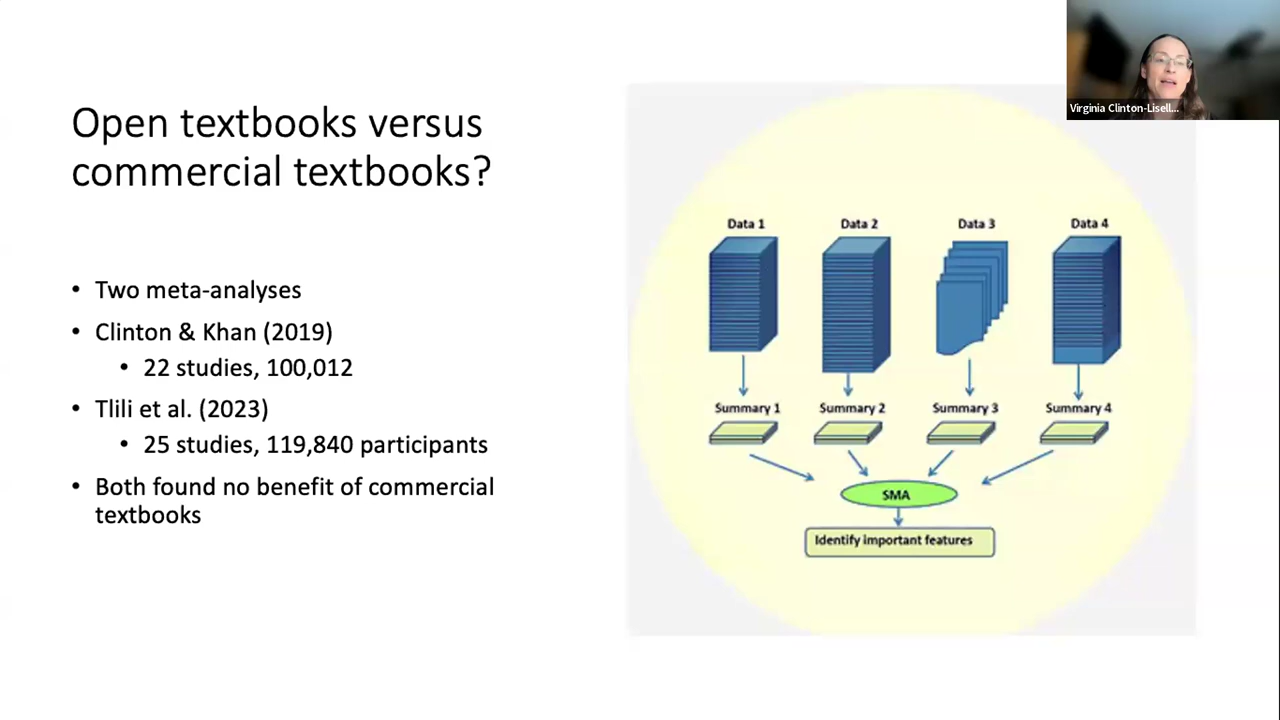 Virginia Clinton-Lisell...
Open textbooks versus
commercial textbooks?
• Two meta-analyses
• Clinton & Khan (2019)
• 22 studies, 100,012
• Tlili et al. (2023)
• 25 studies, 119,840 participants
• Both found no benefit of commercial
textbooks
Data 1 Data 2 Data 3 Data 4
Summary 1 Summary 2 Summary 3 Summary 4
SMA
Identify important features